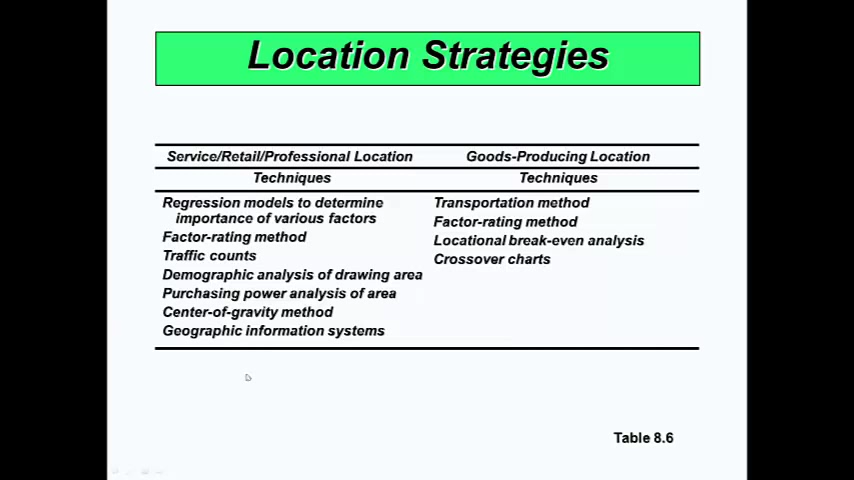 Location Strategies
Service/Retail/Professional Location
Goods-Producing Location
Techniques
Techniques
Regression models to determine
importance of various factors
Factor-rating method
Traffic counts
Demographic analysis of drawing area
Purchasing power analysis of area
Center-of-gravity method
Geographic information systems
Transportation method
Factor-rating method
Locational break-even analysis
Crossover charts
Table 8.6